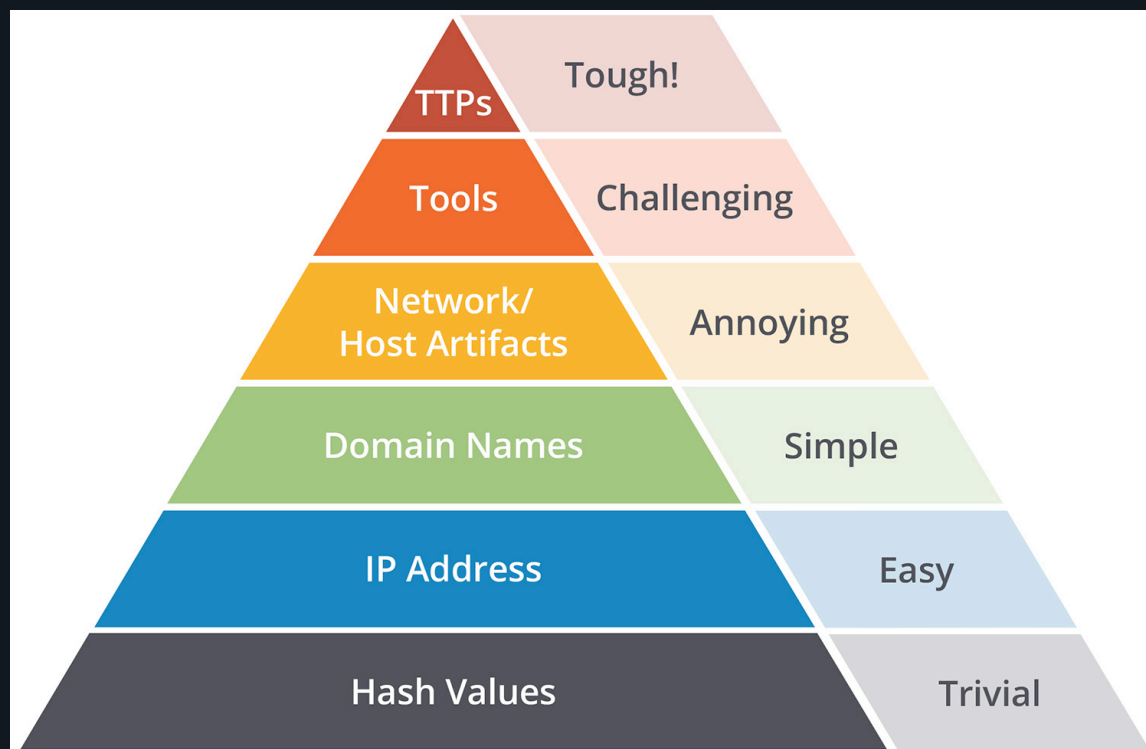 TTPs
Tough!
Tools
Challenging
Network/
Host Artifacts
Annoying
Domain Names
Simple
IP Address
Easy
Hash Values
Trivial